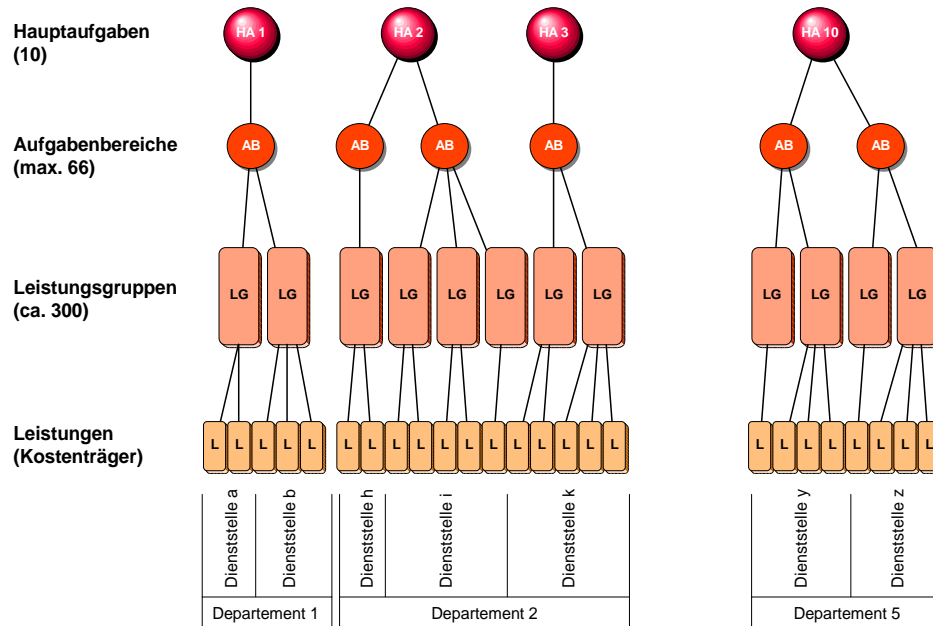 Hauptaufgaben
(10)
HA 1 HA 2 HA 3 HA 10
Aufgabenbereiche
(max. 66)
AB AB AB AB AB AB
Leistungsgruppen
(ca. 300)
LG LG LG LG LG LG LG LG LG LG LG LG
Leistungen
(Kostenträger)
L L L L L L L L L L L L L L L L L L L L L L L L L
Dienststelle a
Dienststelle b
Dienststelle h
Dienststelle i
Dienststelle k
Dienststelle y
Dienststelle z
Departement 1 Departement 2 Departement 5